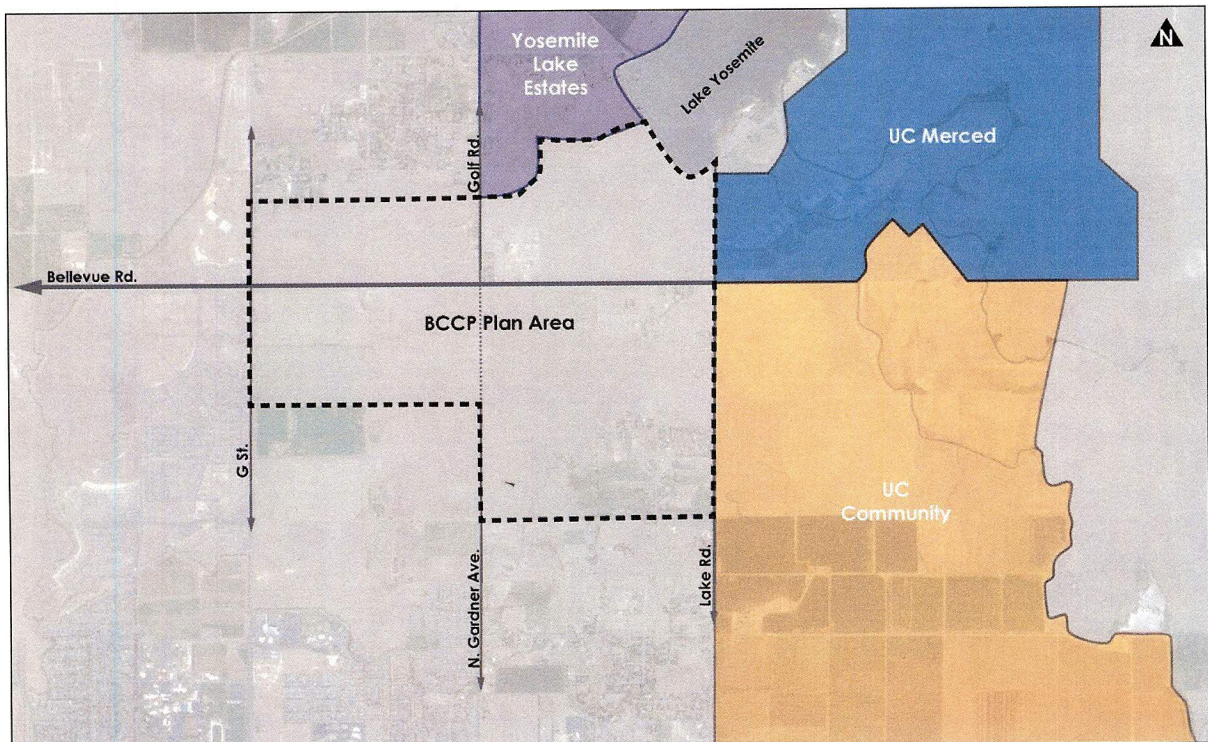 Yosemite
Lake
Estates
N
Lake Yosemite
UC Merced
Golf Rd.
Bellevue Rd.
BCCP Plan Area
G St.
UC
Community
N. Gardner Ave.
Lake Rd.